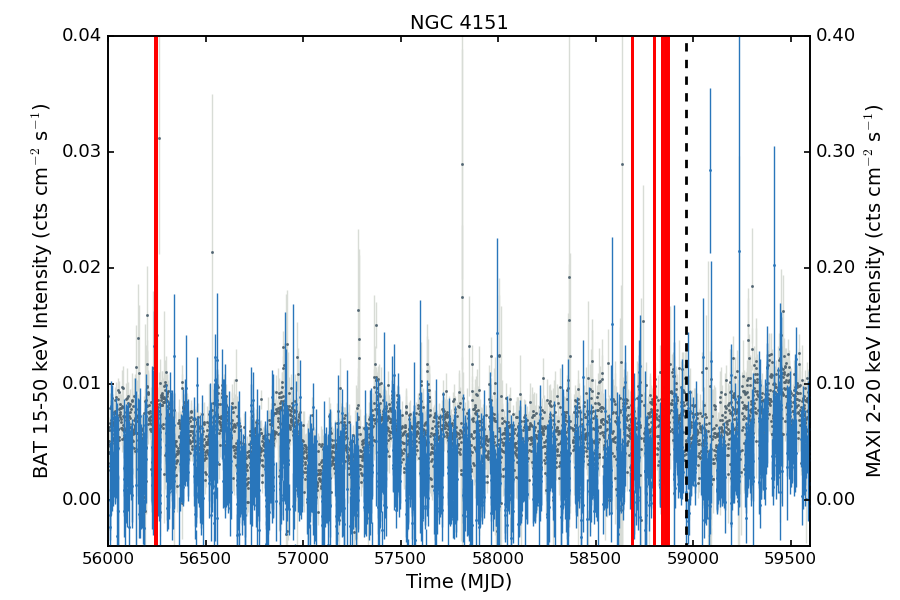 NGC 4151
0.04
0.03
0.02
0.01
0.00
BAT 15-50 keV Intensity (cts cm⁻² s⁻¹)
0.40
0.30
0.20
0.10
0.00
MAXI 2-20 keV Intensity (cts cm⁻² s⁻¹)
56000 56500 57000 57500 58000 58500 59000 59500
Time (MJD)